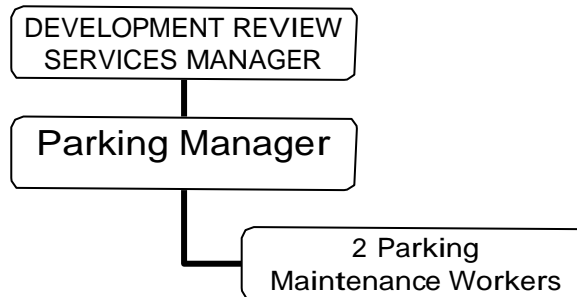 DEVELOPMENT REVIEW
SERVICES MANAGER
Parking Manager
2 Parking
Maintenance Workers